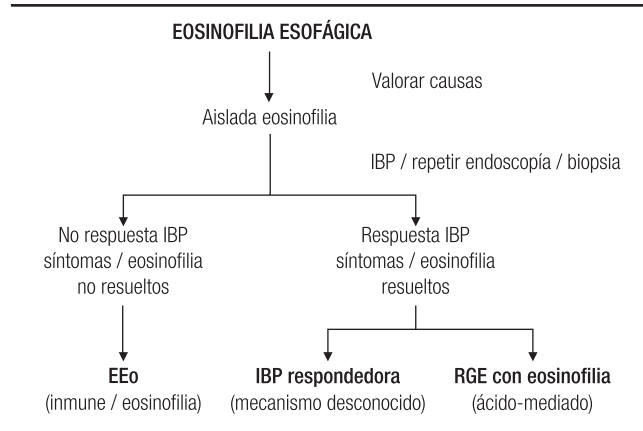 EOSINOFILIA ESOFÁGICA
Valorar causas
Aislada eosinofilia
IBP / repetir endoscopía / biopsia
No respuesta IBP
síntomas / eosinofilia
no resueltos
Respuesta IBP
síntomas / eosinofilia
resueltos
EEo
(inmune / eosinofilia)
IBP respondedora
(mecanismo desconocido)
RGE con eosinofilia
(ácido-mediado)